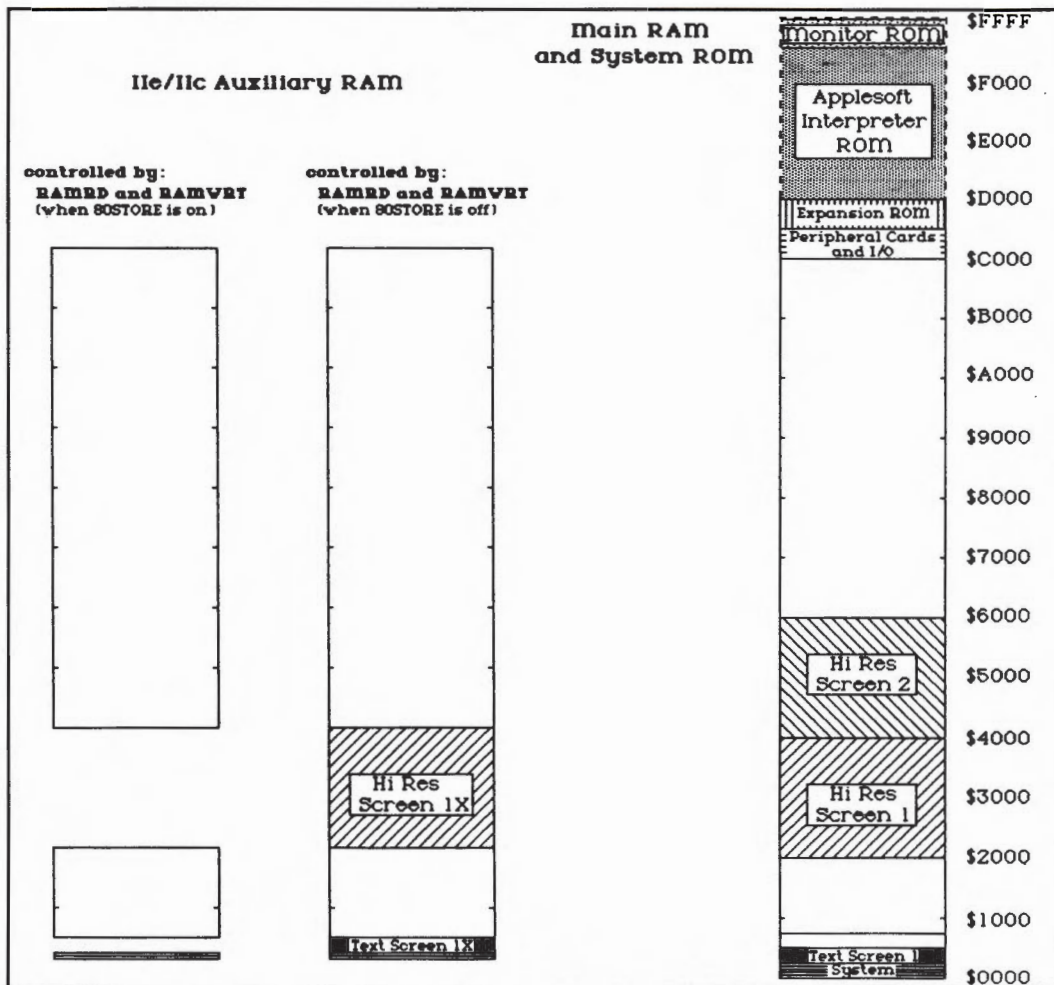 Main RAM
and System ROM
IIe/IIc Auxiliary RAM
controlled by:
RAMRD and RAMWRT
(when 80STORE is on)
controlled by:
RAMRD and RAMWRT
(when 80STORE is off)
Hi Res
Screen 1X
Text Screen 1X
Monitor ROM
Applesoft
Interpreter
ROM
Expansion ROM
Peripheral Cards
and I/O
Hi Res
Screen 2
Hi Res
Screen 1
Text Screen 1
System
$FFFF
$F000
$E000
$D000
$C000
$B000
$A000
$9000
$8000
$7000
$6000
$5000
$4000
$3000
$2000
$1000
$0000